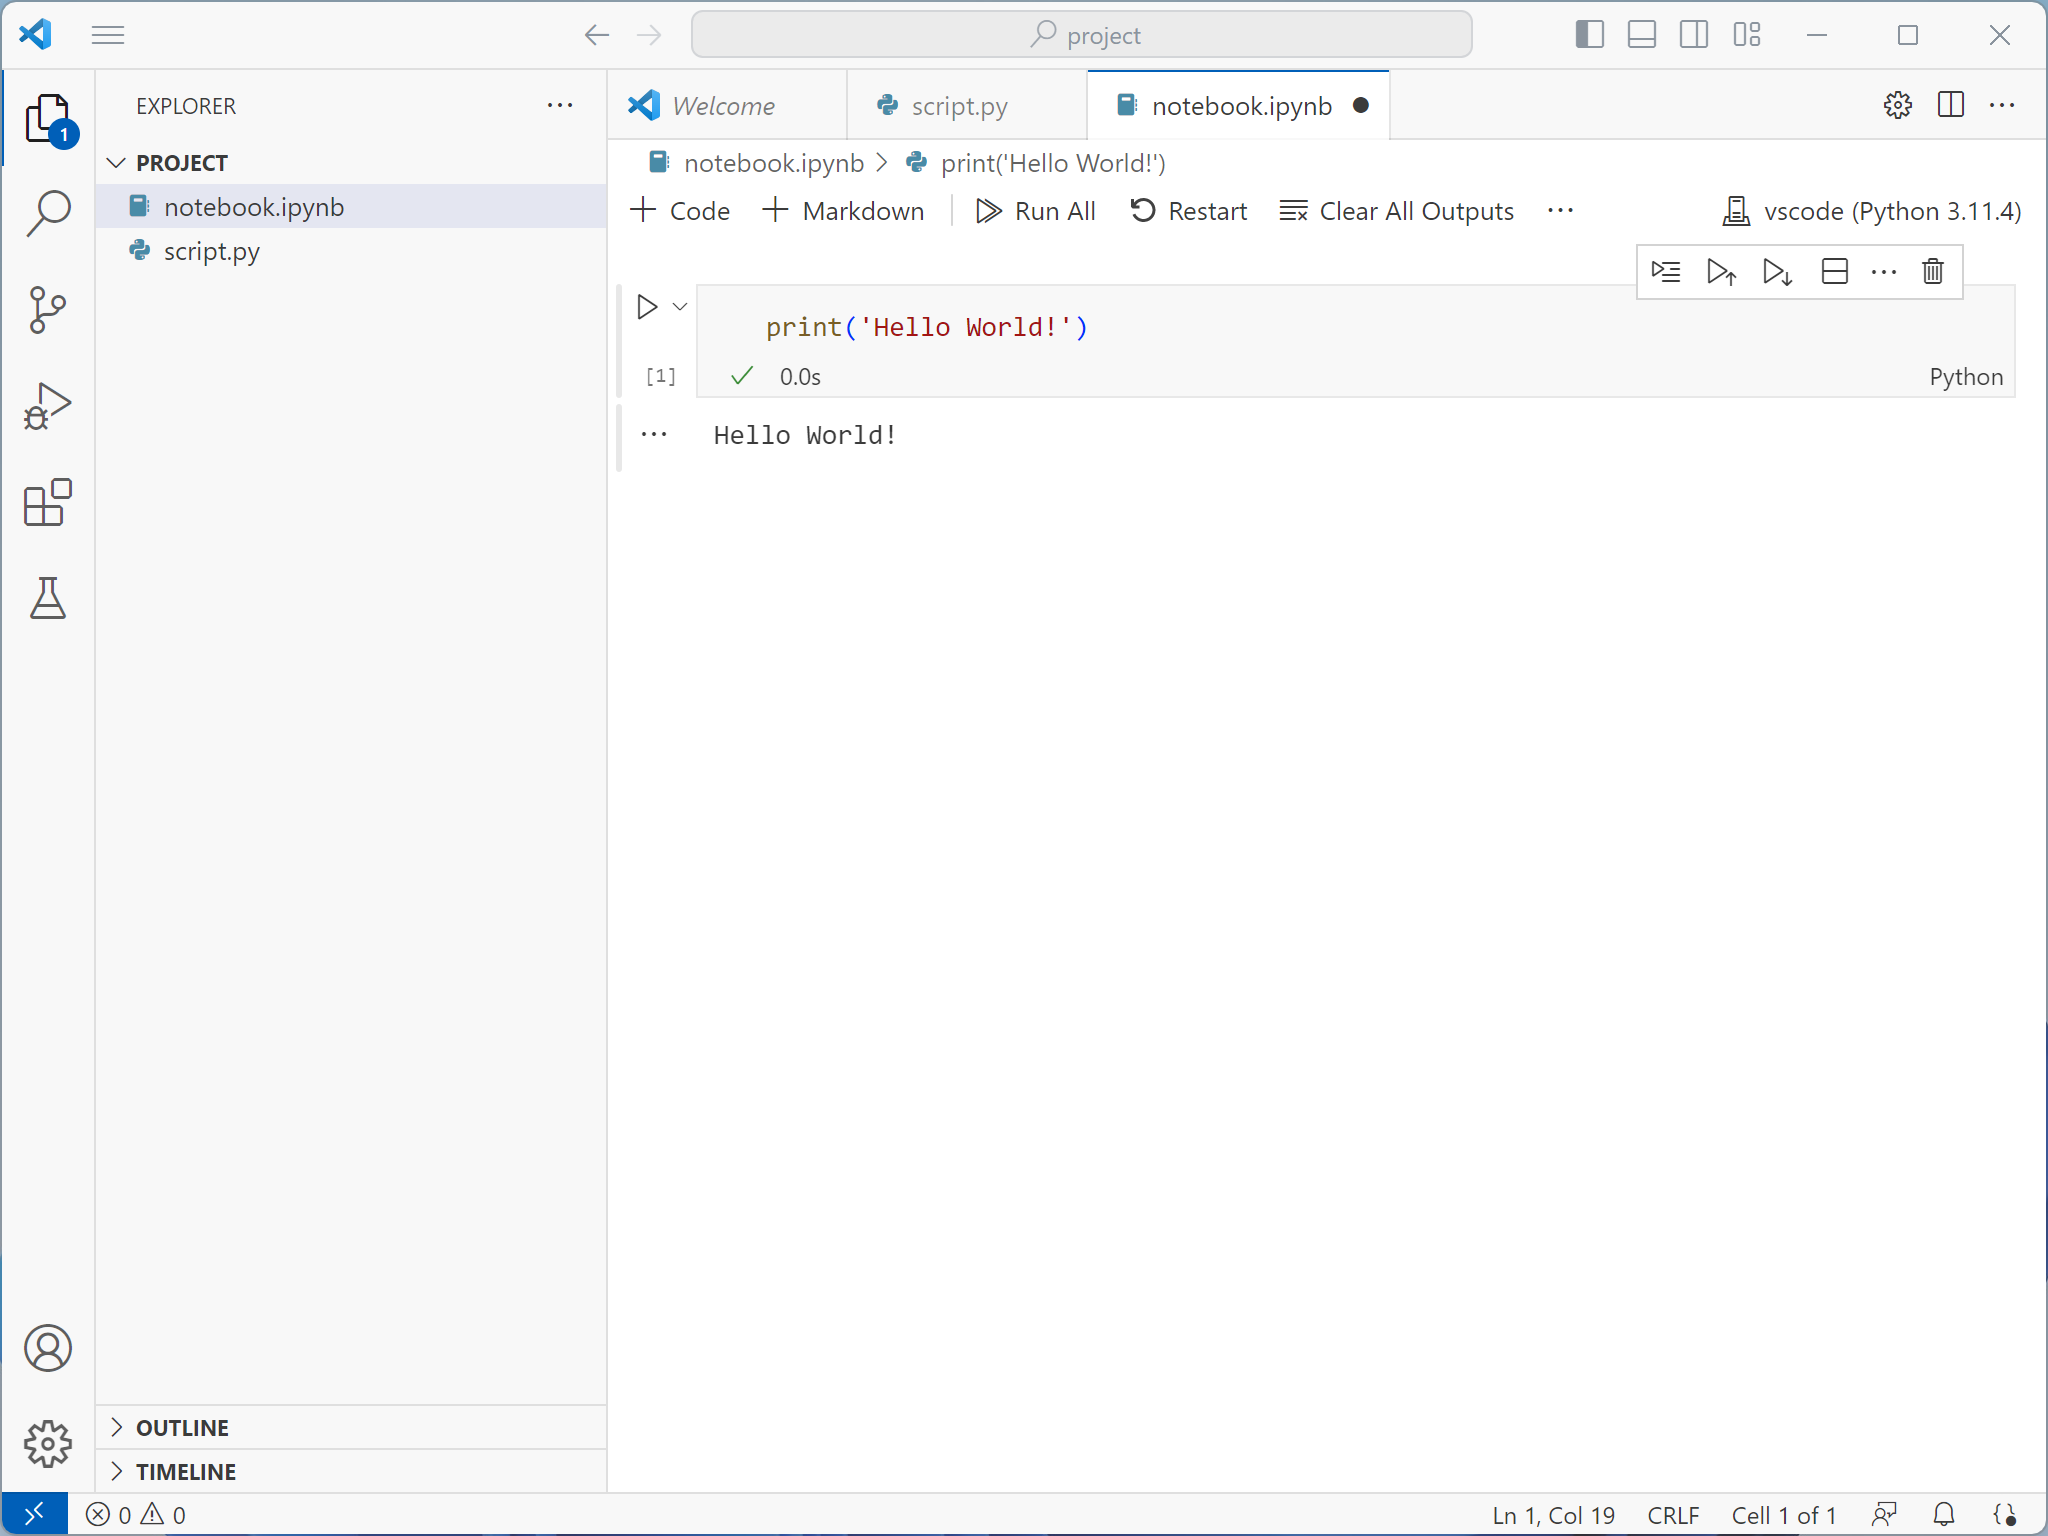 project
EXPLORER
Welcome
script.py
notebook.ipynb
1
PROJECT
notebook.ipynb
script.py
notebook.ipynb > print('Hello World!')
Code
Markdown
Run All
Restart
Clear All Outputs
vscode (Python 3.11.4)
print('Hello World!')
[1]
0.0s
Python
Hello World!
OUTLINE
TIMELINE
0 0
Ln 1, Col 19
CRLF
Cell 1 of 1